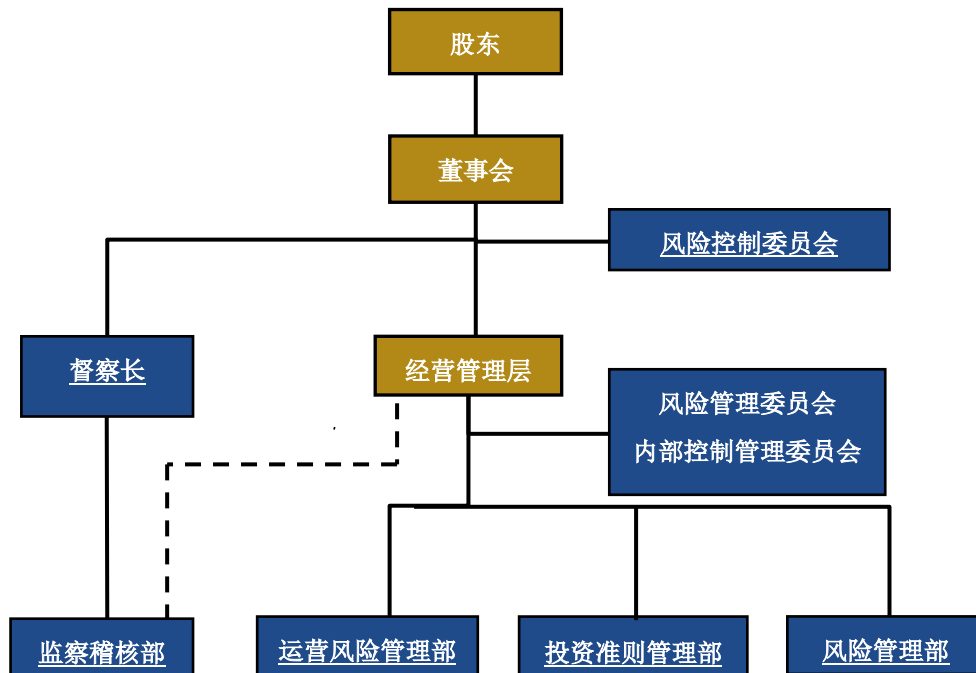 股东
董事会
风险控制委员会
督察长
经营管理层
风险管理委员会
内部控制管理委员会
监察稽核部
运营风险管理部
投资准则管理部
风险管理部